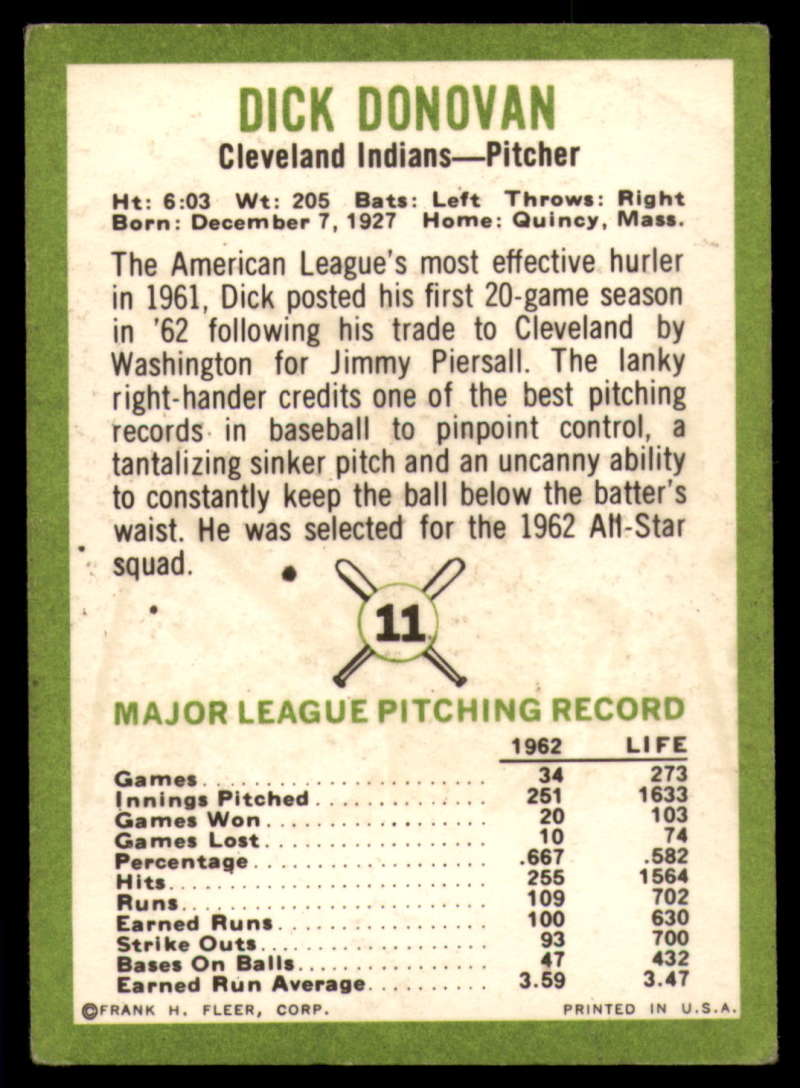 DICK DONOVAN
Cleveland Indians—Pitcher
Ht: 6:03 Wt: 205 Bats: Left Throws: Right
Born: December 7, 1927 Home: Quincy, Mass.
The American League's most effective hurler
in 1961, Dick posted his first 20-game season
in '62 following his trade to Cleveland by
Washington for Jimmy Piersall. The lanky
right-hander credits one of the best pitching
records in baseball to pinpoint control, a
tantalizing sinker pitch and an uncanny ability
to constantly keep the ball below the batter's
waist. He was selected for the 1962 All-Star
squad.
11
MAJOR LEAGUE PITCHING RECORD
1962 LIFE
Games 34 273
Innings Pitched 251 1633
Games Won 20 103
Games Lost 10 74
Percentage .667 .582
Hits 255 1564
Runs 109 702
Earned Runs 100 630
Strike Outs 93 700
Bases On Balls 47 432
Earned Run Average 3.59 3.47
©FRANK H. FLEER, CORP. PRINTED IN U.S.A.